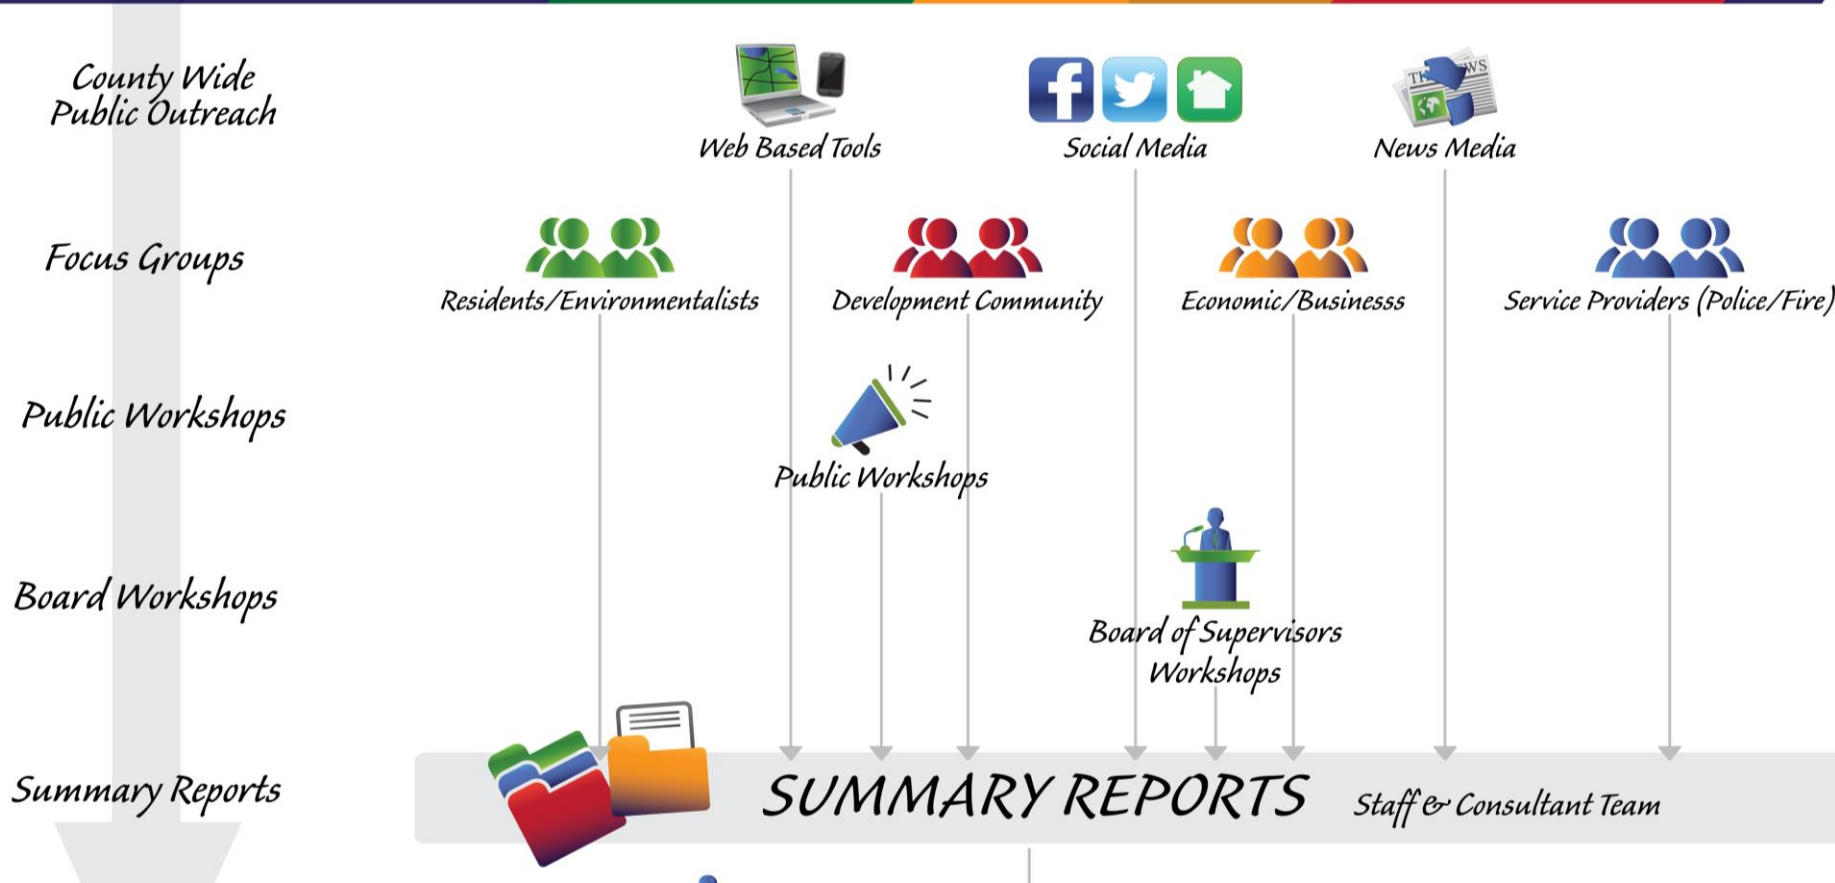 County Wide
Public Outreach
Web Based Tools
Social Media
News Media
Focus Groups
Residents/Environmentalists
Development Community
Economic/Businesss
Service Providers (Police/Fire)
Public Workshops
Public Workshops
Board Workshops
Board of Supervisors
Workshops
Summary Reports
SUMMARY REPORTS
Staff & Consultant Team